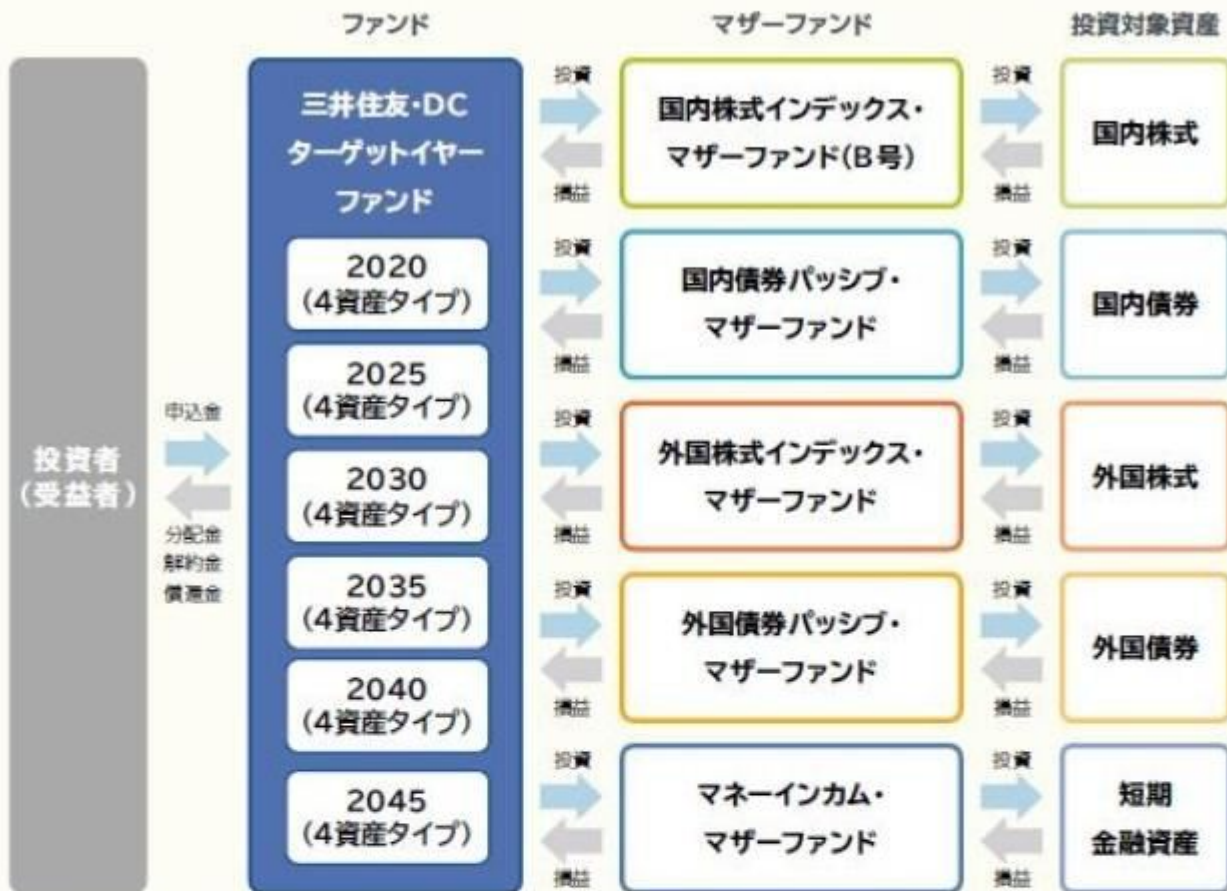 ファンド
マザーファンド
投資対象資産
投資者
(受益者)
申込金
分配金
解約金
償還金
三井住友・DC
ターゲットイヤー
ファンド
2020
(4資産タイプ)
2025
(4資産タイプ)
2030
(4資産タイプ)
2035
(4資産タイプ)
2040
(4資産タイプ)
2045
(4資産タイプ)
投資
損益
国内株式インデックス・
マザーファンド(B号)
投資
損益
国内株式
投資
損益
国内債券パッシブ・
マザーファンド
投資
損益
国内債券
投資
損益
外国株式インデックス・
マザーファンド
投資
損益
外国株式
投資
損益
外国債券パッシブ・
マザーファンド
投資
損益
外国債券
投資
損益
マネーインカム・
マザーファンド
投資
損益
短期
金融資産